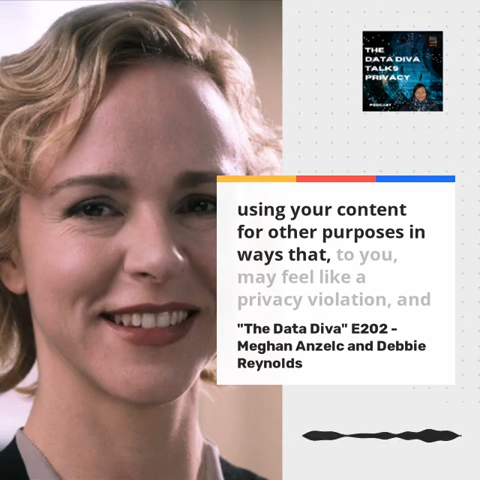 THE
DATA DIVA
TALKS
PRIVACY
PODCAST
using your content
for other purposes in
ways that, to you,
may feel like a
privacy violation, and
"The Data Diva" E202 -
Meghan Anzelc and Debbie
Reynolds